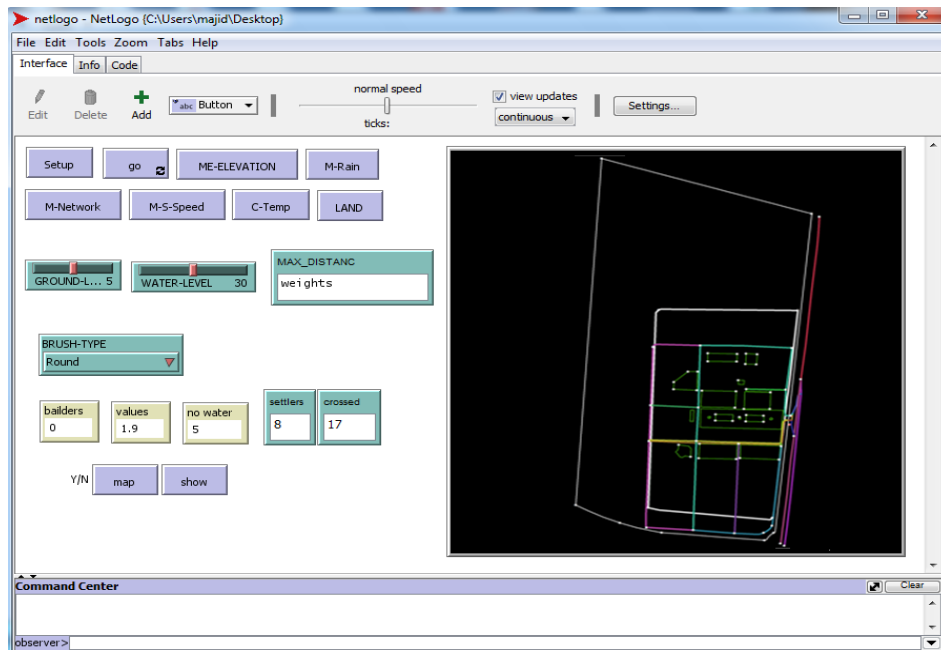 netlogo - NetLogo {C:\Users\majid\Desktop}
File Edit Tools Zoom Tabs Help
Interface Info Code
normal speed
view updates
Edit Delete Add abc Button ticks: continuous Settings...
Setup go ME-ELEVATION M-Rain
M-Network M-S-Speed C-Temp LAND
MAX_DISTANC
GROUND-L... 5 WATER-LEVEL 30 weights
BRUSH-TYPE
Round
bailders values no water settlers crossed
0 1.9 5 8 17
Y/N map show
Command Center Clear
observer>